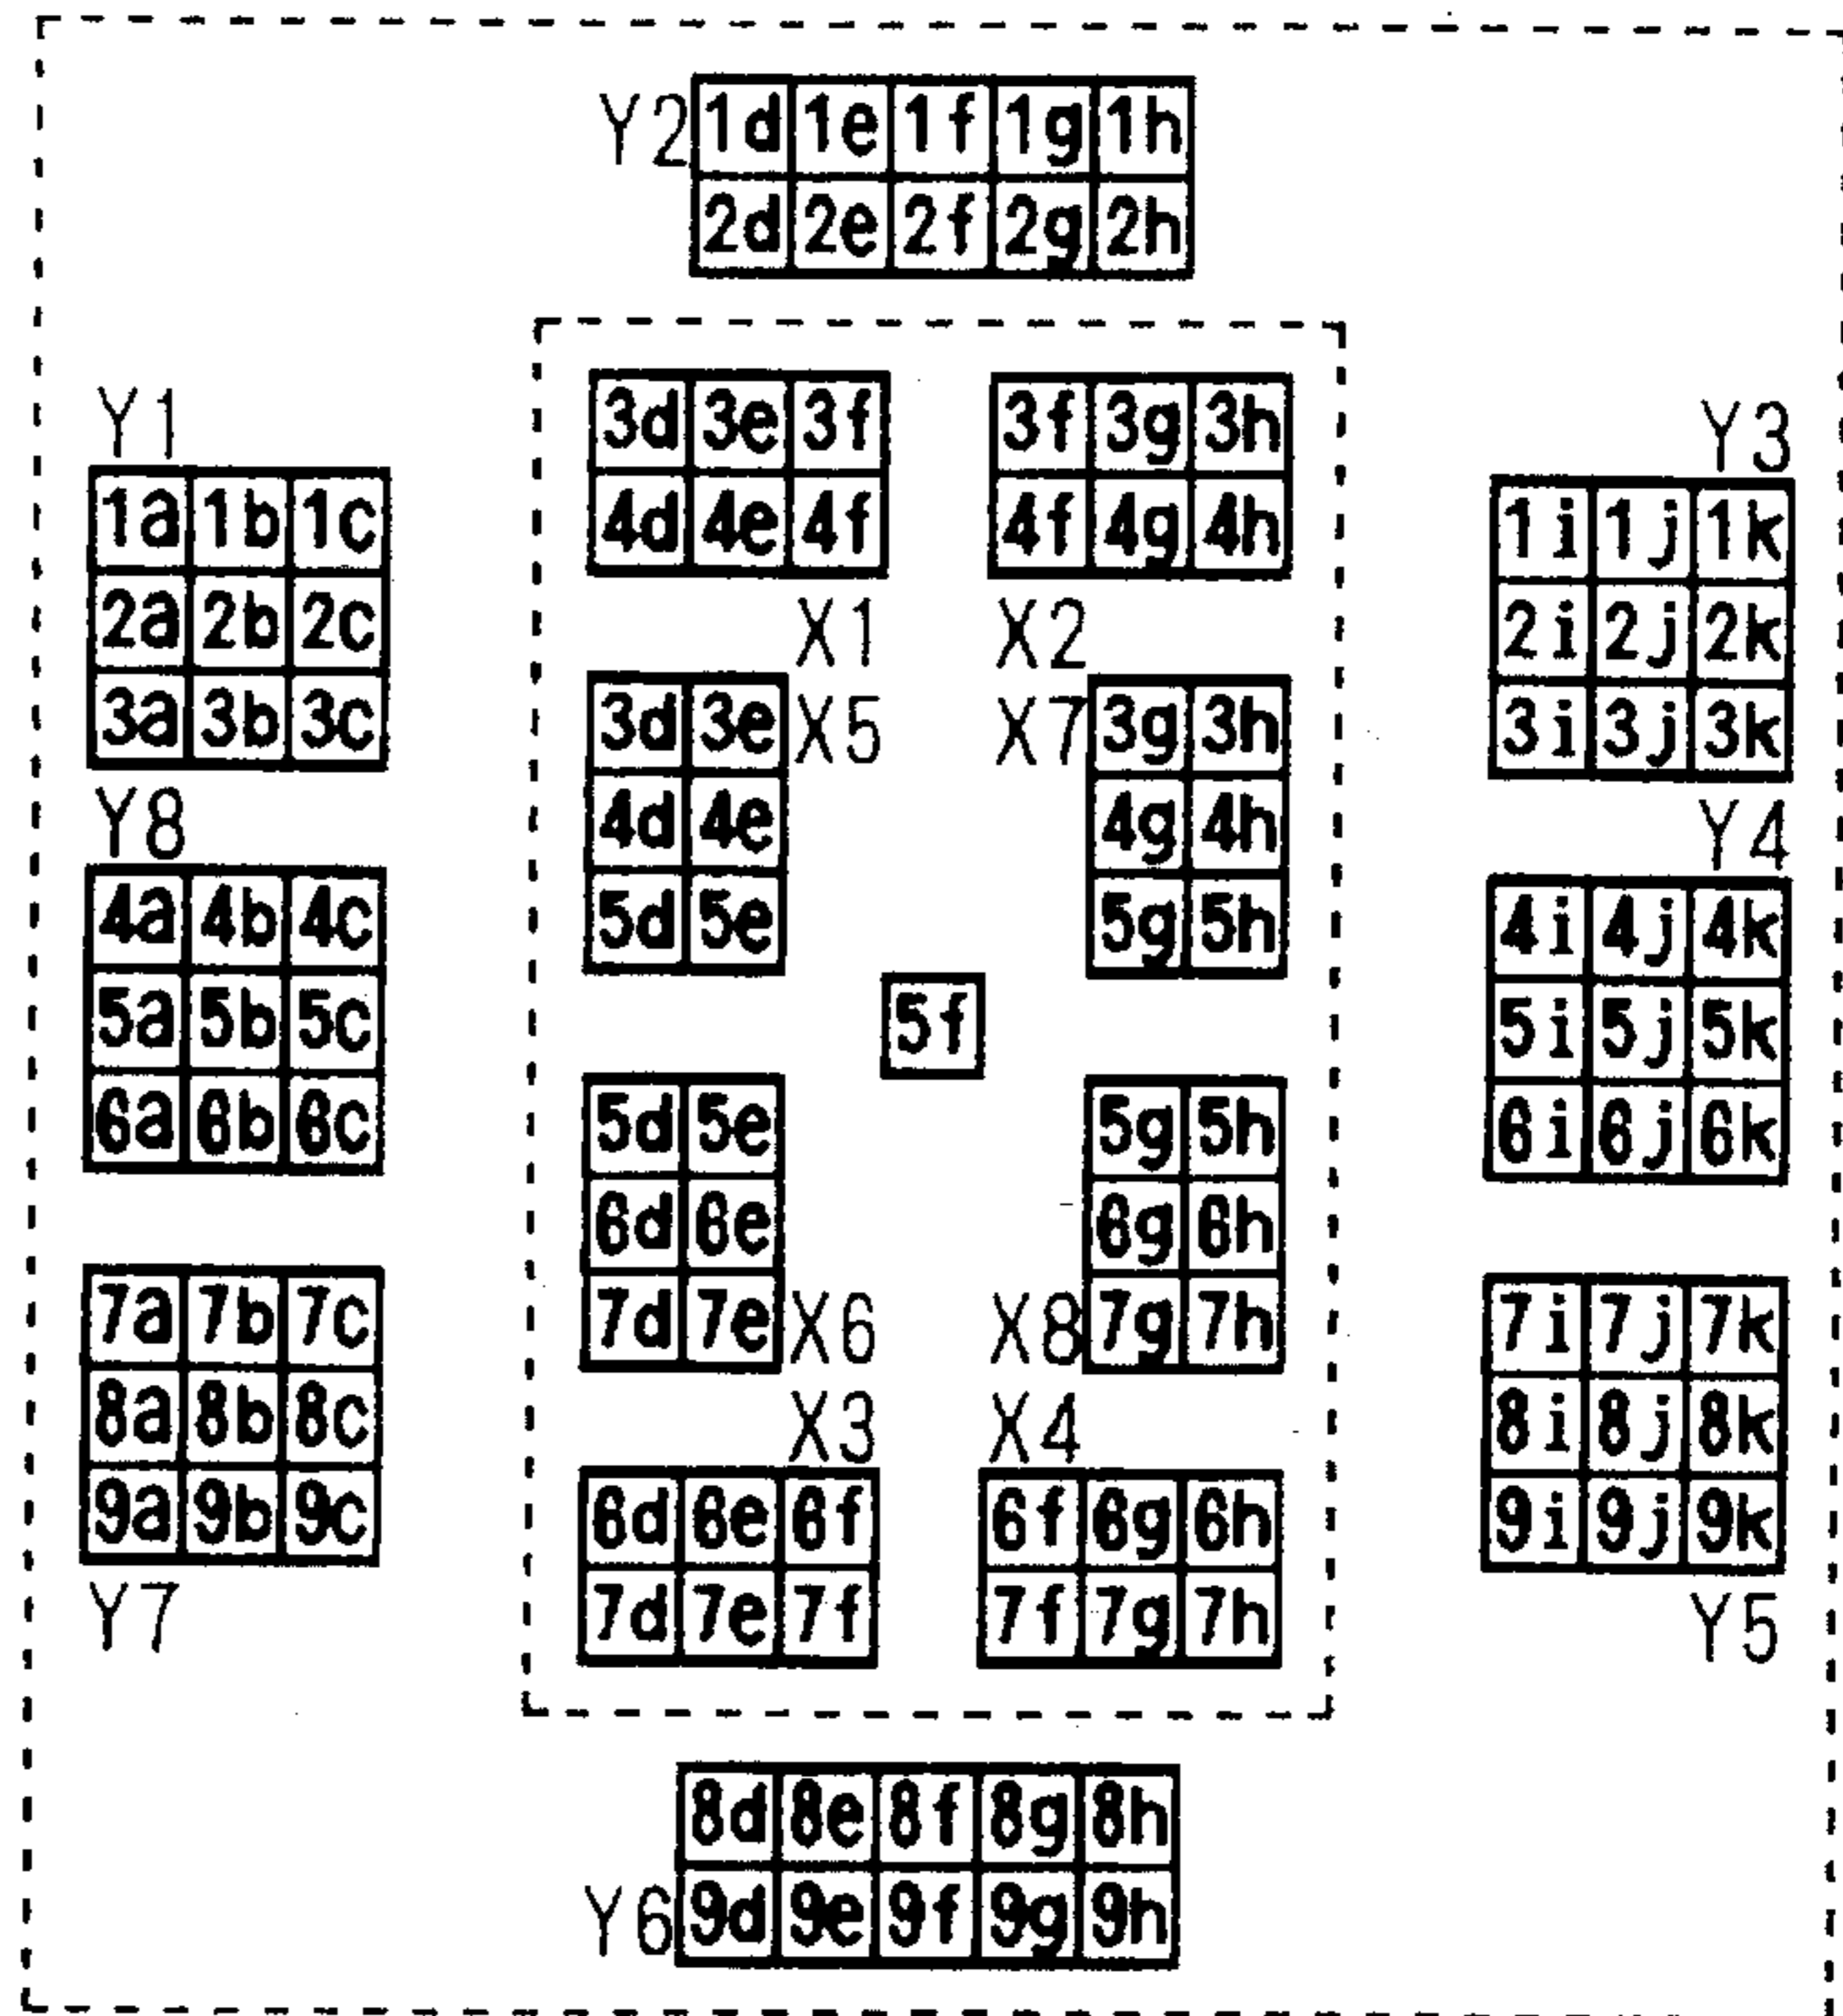 Y2 1d 1e 1f 1g 1h
2d 2e 2f 2g 2h
Y1
1a 1b 1c
2a 2b 2c
3a 3b 3c
Y8
4a 4b 4c
5a 5b 5c
6a 6b 6c
7a 7b 7c
8a 8b 8c
9a 9b 9c
Y7
3d 3e 3f
4d 4e 4f
X1
3f 3g 3h
4f 4g 4h
X2
3d 3e X5
4d 4e
5d 5e
X7 3g 3h
4g 4h
5g 5h
5f
5d 5e
6d 6e
7d 7e X6
5g 5h
6g 6h
X8 7g 7h
X3
6d 6e 6f
7d 7e 7f
X4
6f 6g 6h
7f 7g 7h
Y3
1i 1j 1k
2i 2j 2k
3i 3j 3k
Y4
4i 4j 4k
5i 5j 5k
6i 6j 6k
7i 7j 7k
8i 8j 8k
9i 9j 9k
Y5
8d 8e 8f 8g 8h
Y6 9d 9e 9f 9g 9h